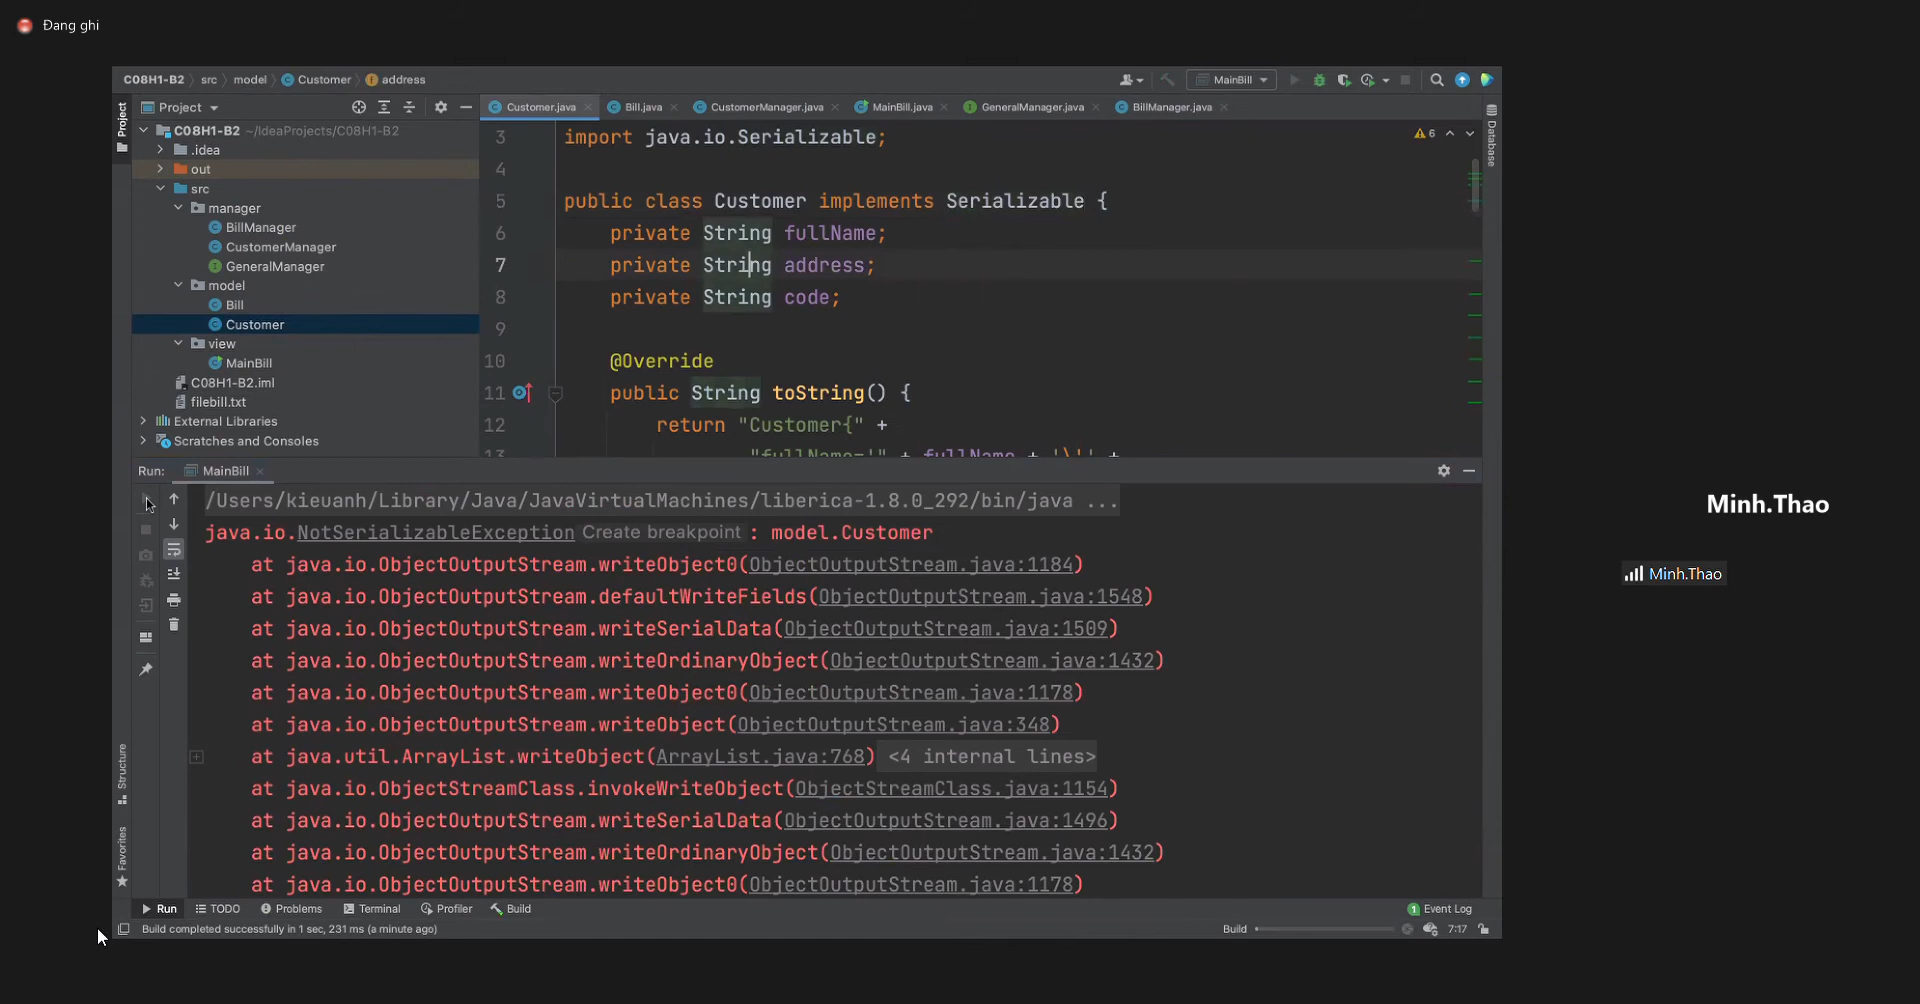 Đang ghi
C08H1-B2 src model Customer address
MainBill
Project
Customer.java
Bill.java
CustomerManager.java
MainBill.java
GeneralManager.java
BillManager.java
Project
Database
C08H1-B2 ~/IdeaProjects/C08H1-B2
.idea
out
src
manager
BillManager
CustomerManager
GeneralManager
model
Bill
Customer
view
MainBill
C08H1-B2.iml
filebill.txt
External Libraries
Scratches and Consoles
6
3 import java.io.Serializable;
4
5 public class Customer implements Serializable {
6 private String fullName;
7 private String address;
8 private String code;
9
10 @Override
11 public String toString() {
12 return "Customer{" +
13 "fullName='" + fullName + '\'' +
Run: MainBill
/Users/kieuanh/Library/Java/JavaVirtualMachines/liberica-1.8.0_292/bin/java ...
java.io.NotSerializableException Create breakpoint : model.Customer
at java.io.ObjectOutputStream.writeObject0(ObjectOutputStream.java:1184)
at java.io.ObjectOutputStream.defaultWriteFields(ObjectOutputStream.java:1548)
at java.io.ObjectOutputStream.writeSerialData(ObjectOutputStream.java:1509)
at java.io.ObjectOutputStream.writeOrdinaryObject(ObjectOutputStream.java:1432)
at java.io.ObjectOutputStream.writeObject0(ObjectOutputStream.java:1178)
at java.io.ObjectOutputStream.writeObject(ObjectOutputStream.java:348)
at java.util.ArrayList.writeObject(ArrayList.java:768) <4 internal lines>
at java.io.ObjectStreamClass.invokeWriteObject(ObjectStreamClass.java:1154)
at java.io.ObjectOutputStream.writeSerialData(ObjectOutputStream.java:1496)
at java.io.ObjectOutputStream.writeOrdinaryObject(ObjectOutputStream.java:1432)
at java.io.ObjectOutputStream.writeObject0(ObjectOutputStream.java:1178)
Structure
Favorites
Run
TODO
Problems
Terminal
Profiler
Build
1 Event Log
Build completed successfully in 1 sec, 231 ms (a minute ago)
Build
7:17
Minh.Thao
Minh.Thao